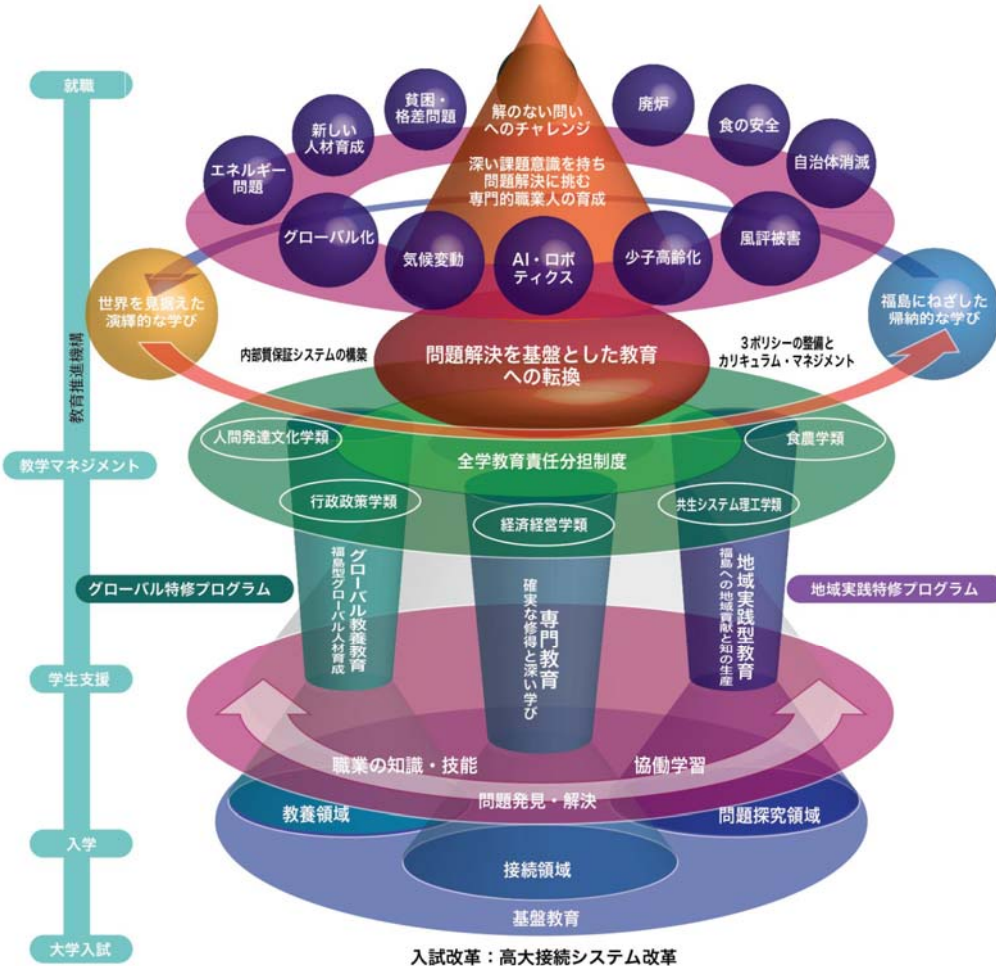 就職
教育推進機構
教学マネジメント
学生支援
入学
大学入試
解のない問い
へのチャレンジ
深い課題意識を持ち
問題解決に挑む
専門的職業人の育成
貧困・
格差問題
新しい
人材育成
エネルギー
問題
グローバル化
気候変動
AI・ロボ
ティクス
少子高齢化
風評被害
自治体消滅
食の安全
廃炉
世界を見据えた
演繹的な学び
福島にねざした
帰納的な学び
内部質保証システムの構築
問題解決を基盤とした教育
への転換
3ポリシーの整備と
カリキュラム・マネジメント
人間発達文化学類
食農学類
全学教育責任分担制度
行政政策学類
経済経営学類
共生システム理工学類
グローバル特修プログラム
グローバル教養教育
福島型グローバル人材育成
専門教育
確実な修得と深い学び
地域実践型教育
福島への地域貢献と知の生産
地域実践特修プログラム
職業の知識・技能
協働学習
問題発見・解決
教養領域
問題探究領域
接続領域
基盤教育
入試改革：高大接続システム改革